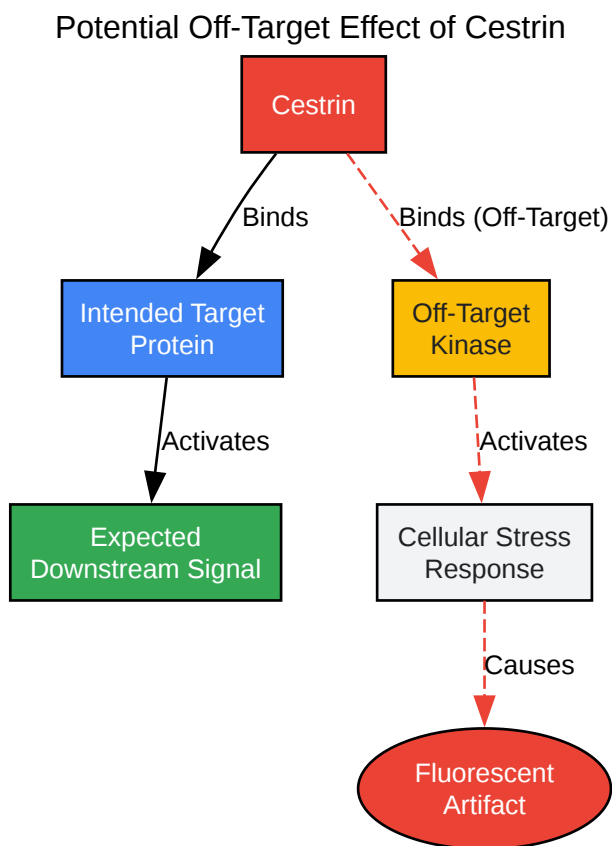 Potential Off-Target Effect of Cestrin
Cestrin
Binds
Binds (Off-Target)
Intended Target
Protein
Off-Target
Kinase
Activates
Activates
Expected
Downstream Signal
Cellular Stress
Response
Causes
Fluorescent
Artifact